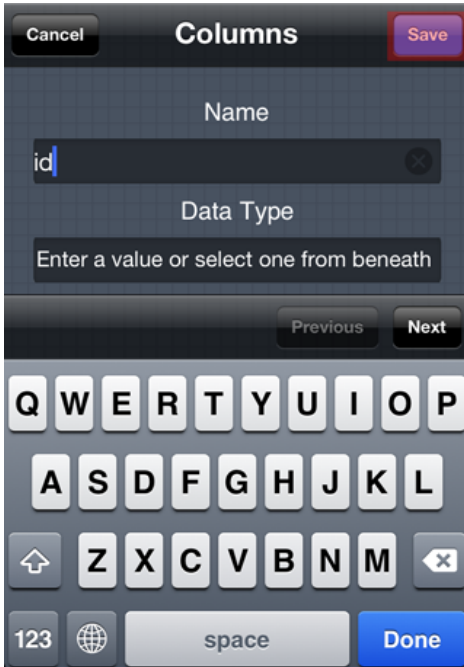 Cancel Columns Save
Name
id
Data Type
Enter a value or select one from beneath
Previous Next
Q W E R T Y U I O P
A S D F G H J K L
Z X C V B N M
123 space Done